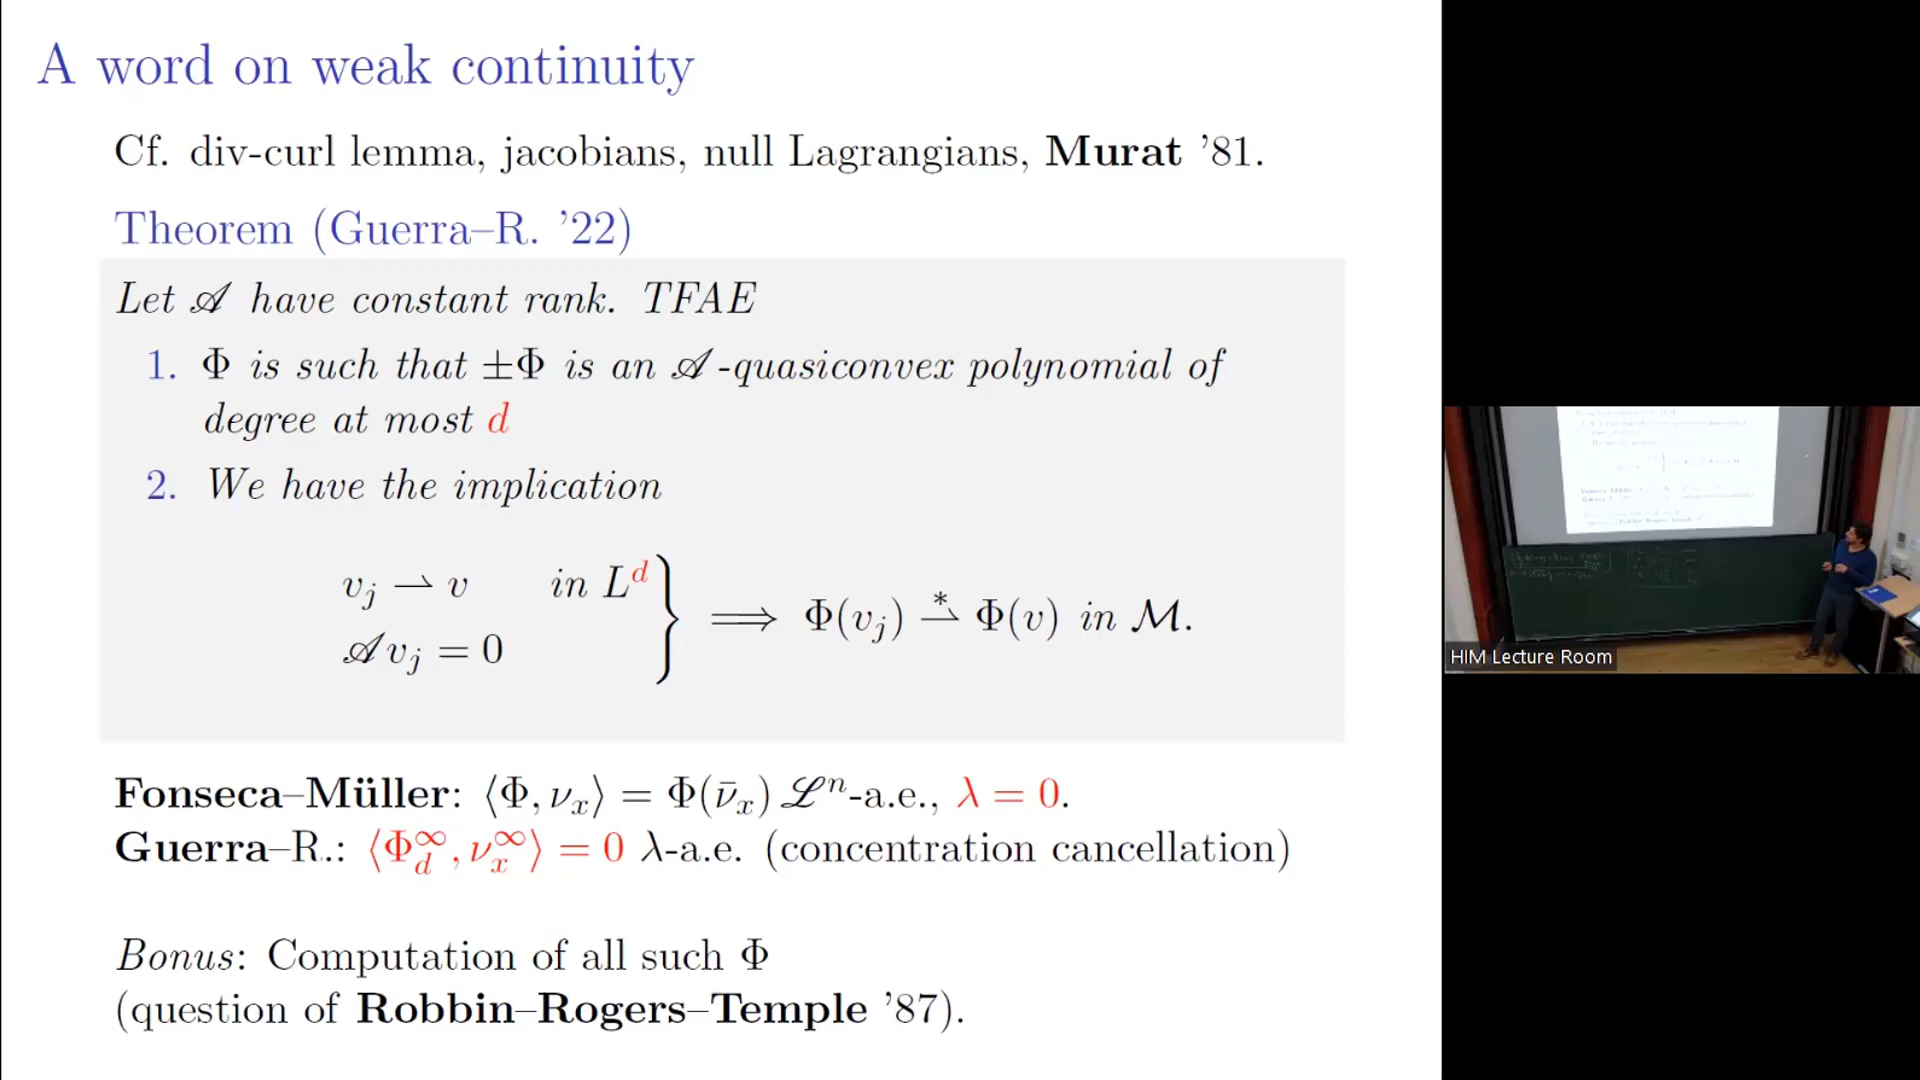 A word on weak continuity
Cf. div-curl lemma, jacobians, null Lagrangians, Murat ’81.
Theorem (Guerra–R. ’22)
Let 𝒜 have constant rank. TFAE
1. Φ is such that ±Φ is an 𝒜-quasiconvex polynomial of
degree at most d
2. We have the implication
v_j ⇀ v in L^d
𝒜v_j = 0
⟹ Φ(v_j) ⇀* Φ(v) in ℳ.
Fonseca–Müller: ⟨Φ, ν_x⟩ = Φ(ν̄_x) ℒ^n-a.e., λ = 0.
Guerra–R.: ⟨Φ_d^∞, ν_x^∞⟩ = 0 λ-a.e. (concentration cancellation)
Bonus: Computation of all such Φ
(question of Robbin–Rogers–Temple ’87).
HIM Lecture Room